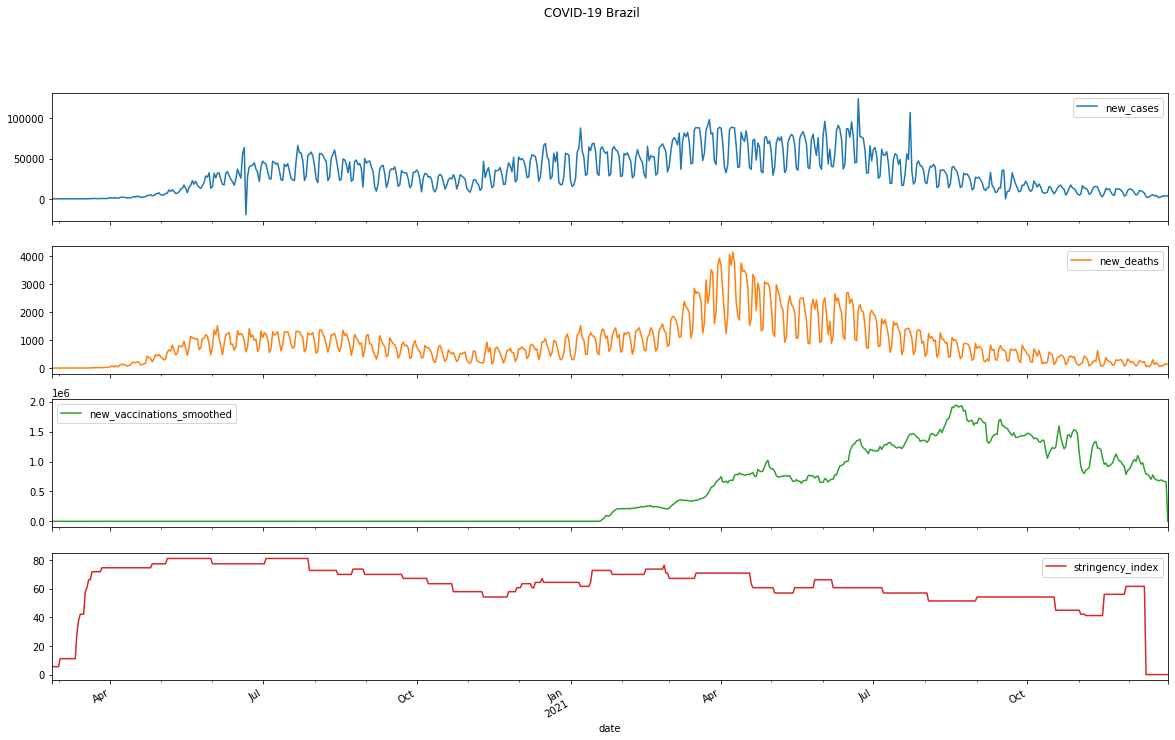 COVID-19 Brazil
100000
50000
0
new_cases
4000
3000
2000
1000
0
new_deaths
1e6
2.0
1.5
1.0
0.5
0.0
new_vaccinations_smoothed
80
60
40
20
0
stringency_index
Apr
Jul
Oct
Jan
2021
Apr
Jul
Oct
date